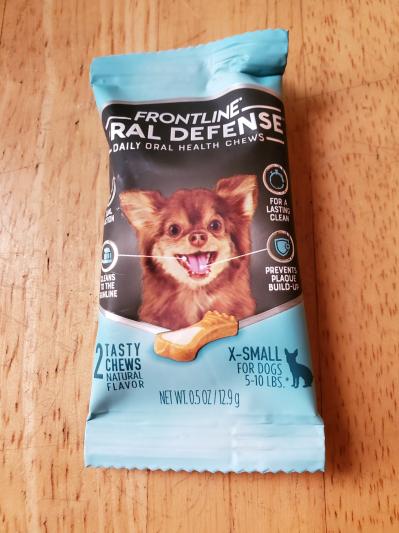 FRONTLINE®
RAL DEFENSE
DAILY ORAL HEALTH CHEWS
FOR A
LASTING
CLEAN
CLEANS
TO THE
PREVENTS
PLAQUE
BUILD-UP
2 TASTY
CHEWS
NATURAL
FLAVOR
X-SMALL
FOR DOGS
5-10 LBS.
NET WT. 0.5 OZ / 12.9 g